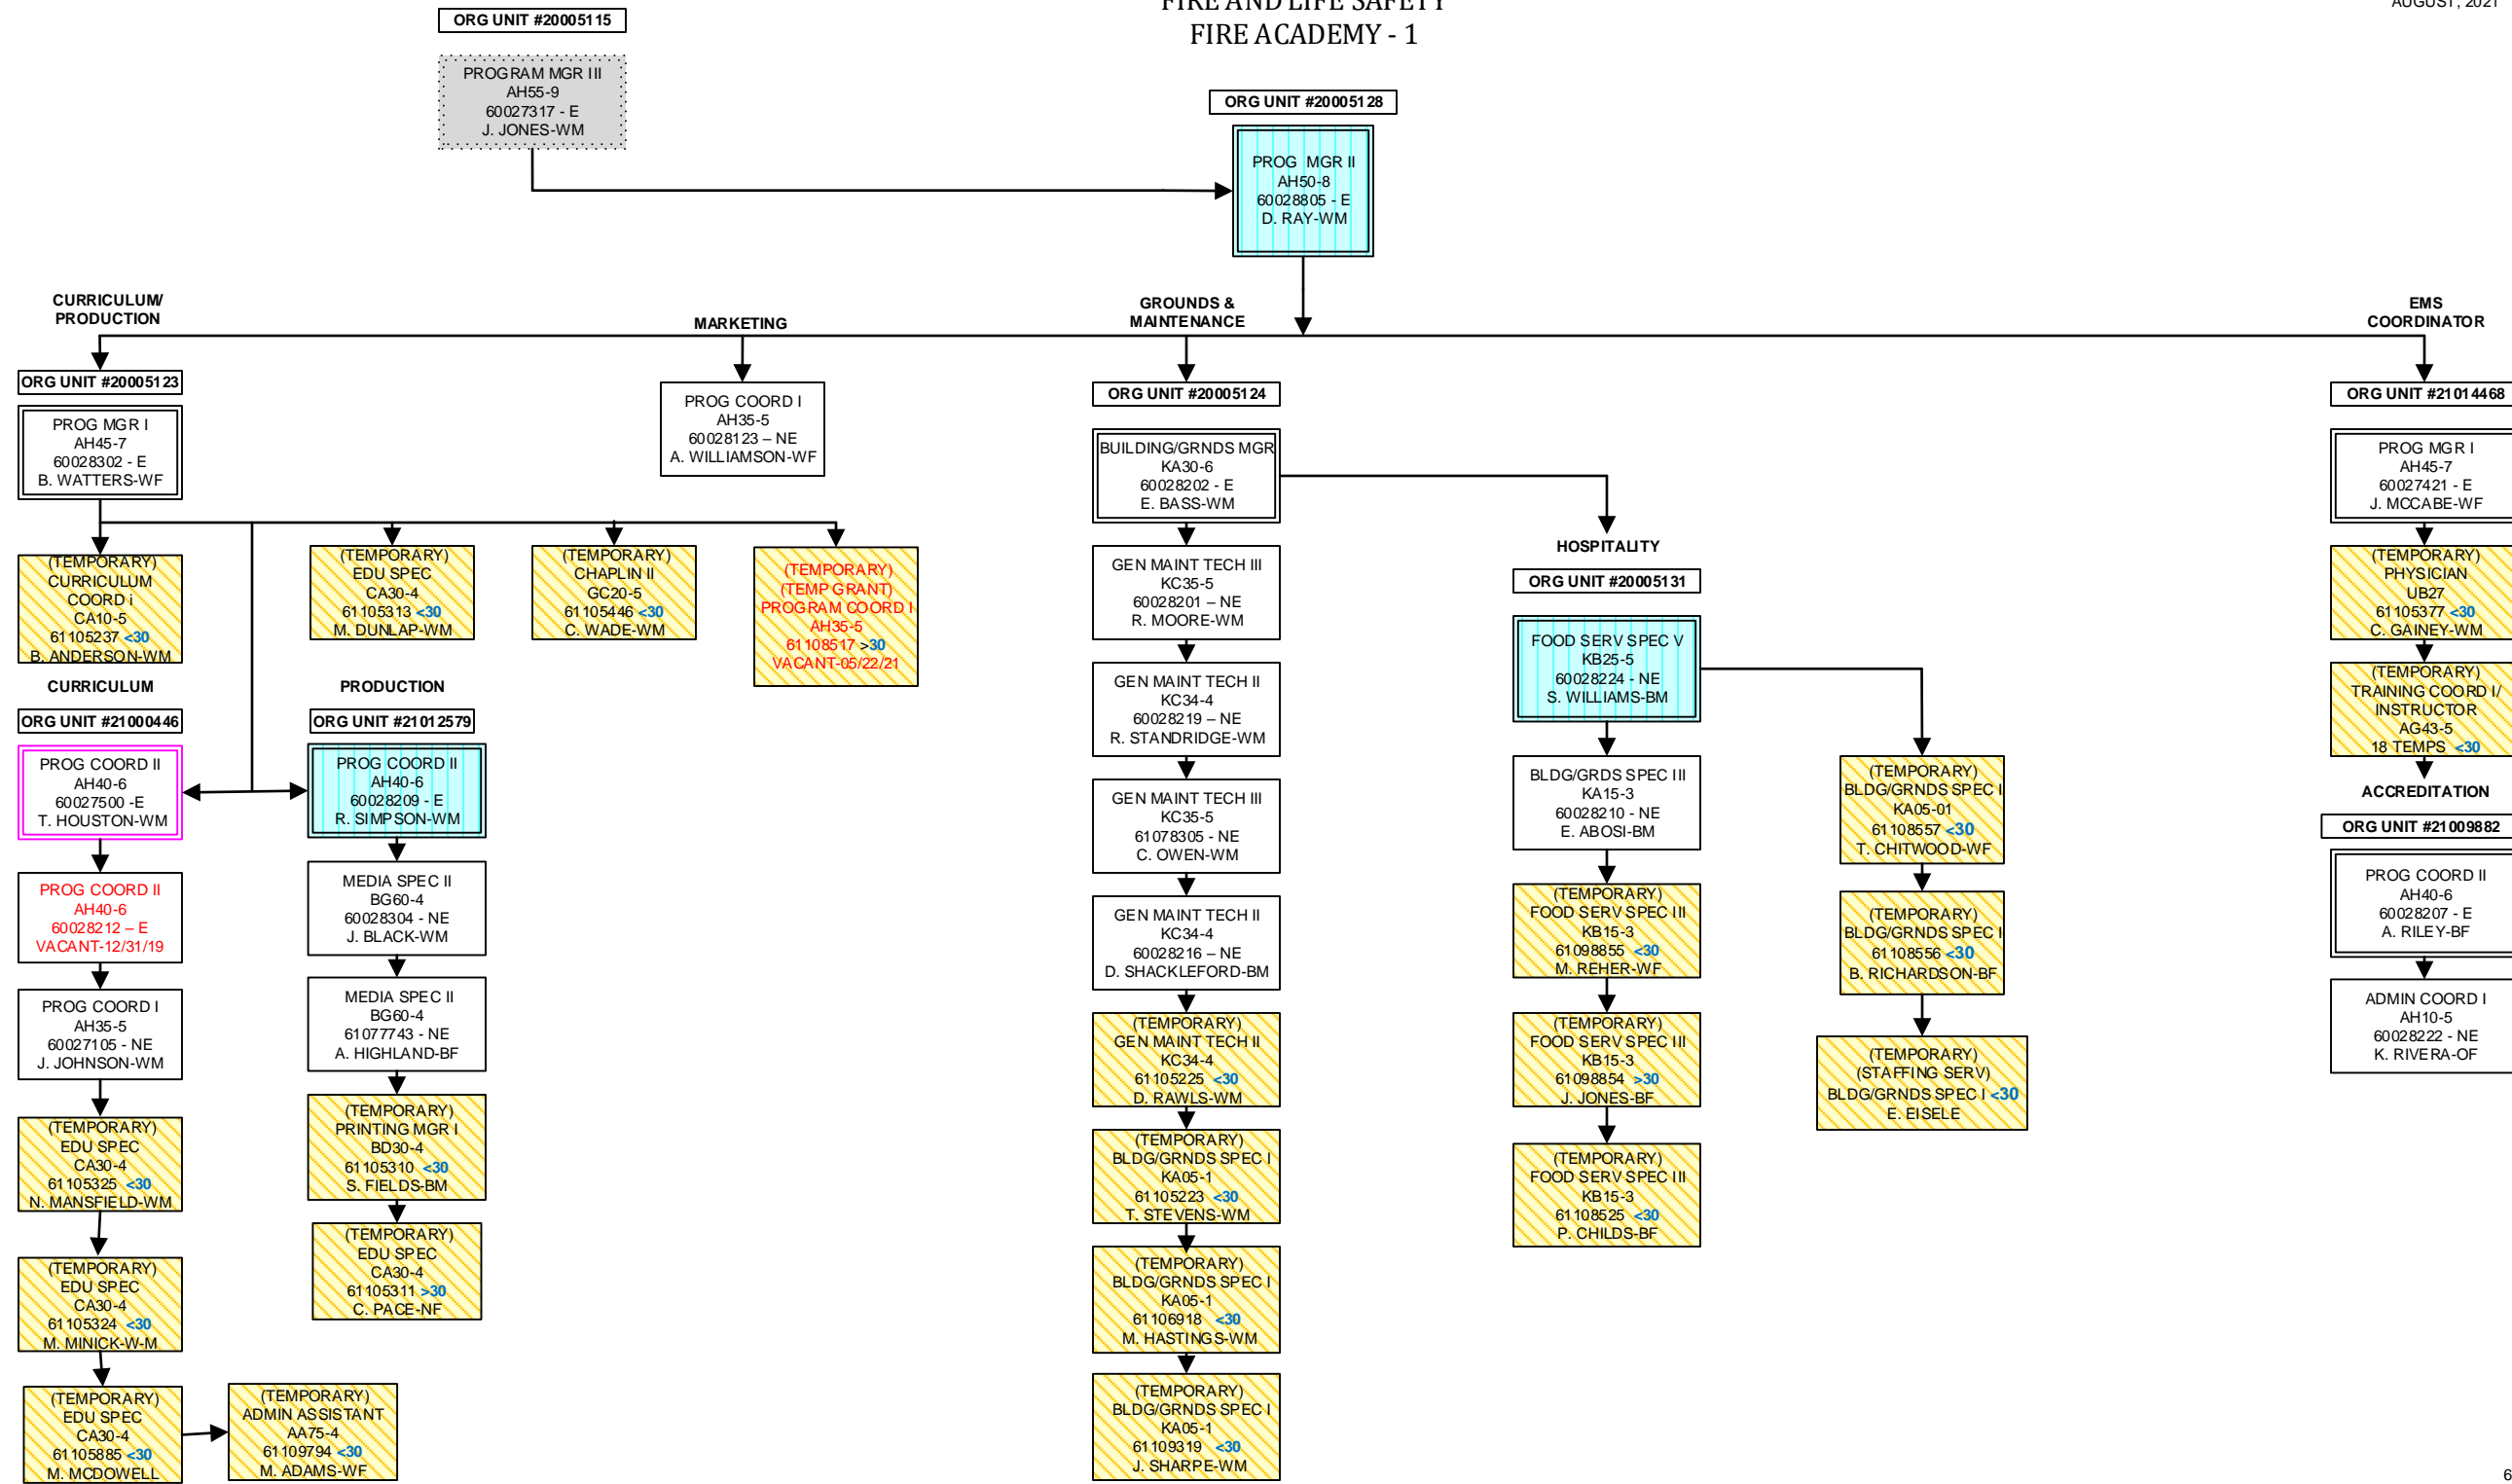 ORG UNIT #20005115
FIRE AND LIFE SAFETY
FIRE ACADEMY - 1
AUGUST, 2021
PROGRAM MGR III
AH55-9
60027317 - E
J. JONES-WM
ORG UNIT #20005128
PROG MGR II
AH50-8
60028805 - E
D. RAY-WM
CURRICULUM/
PRODUCTION
MARKETING
GROUNDS &
MAINTENANCE
EMS
COORDINATOR
ORG UNIT #20005123
PROG MGR I
AH45-7
60028302 - E
B. WATTERS-WF
PROG COORD I
AH35-5
60028123 – NE
A. WILLIAMSON-WF
ORG UNIT #20005124
BUILDING/GRNDS MGR
KA30-6
60028202 - E
E. BASS-WM
ORG UNIT #21014468
PROG MGR I
AH45-7
60027421 - E
J. MCCABE-WF
(TEMPORARY)
CURRICULUM
COORD i
CA10-5
61105237 <30
B. ANDERSON-WM
(TEMPORARY)
EDU SPEC
CA30-4
61105313 <30
M. DUNLAP-WM
(TEMPORARY)
CHAPLIN II
GC20-5
61105446 <30
C. WADE-WM
(TEMPORARY)
(TEMP GRANT)
PROGRAM COORD I
AH35-5
61108517 >30
VACANT-05/22/21
CURRICULUM
ORG UNIT #21000446
PROG COORD II
AH40-6
60027500 -E
T. HOUSTON-WM
PROG COORD II
AH40-6
60028212 – E
VACANT-12/31/19
PROG COORD I
AH35-5
60027105 - NE
J. JOHNSON-WM
(TEMPORARY)
EDU SPEC
CA30-4
61105325 <30
N. MANSFIELD-WM
(TEMPORARY)
EDU SPEC
CA30-4
61105324 <30
M. MINICK-W-M
(TEMPORARY)
EDU SPEC
CA30-4
61105885 <30
M. MCDOWELL
(TEMPORARY)
ADMIN ASSISTANT
AA75-4
61109794 <30
M. ADAMS-WF
PRODUCTION
ORG UNIT #21012579
PROG COORD II
AH40-6
60028209 - E
R. SIMPSON-WM
MEDIA SPEC II
BG60-4
60028304 - NE
J. BLACK-WM
MEDIA SPEC II
BG60-4
61077743 - NE
A. HIGHLAND-BF
(TEMPORARY)
PRINTING MGR I
BD30-4
61105310 <30
S. FIELDS-BM
(TEMPORARY)
EDU SPEC
CA30-4
61105311 >30
C. PACE-NF
GEN MAINT TECH III
KC35-5
60028201 – NE
R. MOORE-WM
GEN MAINT TECH II
KC34-4
60028219 – NE
R. STANDRIDGE-WM
GEN MAINT TECH III
KC35-5
61078305 - NE
C. OWEN-WM
GEN MAINT TECH II
KC34-4
60028216 – NE
D. SHACKLEFORD-BM
(TEMPORARY)
GEN MAINT TECH II
KC34-4
61105225 <30
D. RAWLS-WM
(TEMPORARY)
BLDG/GRNDS SPEC I
KA05-1
61105223 <30
T. STEVENS-WM
(TEMPORARY)
BLDG/GRNDS SPEC I
KA05-1
61106918 <30
M. HASTINGS-WM
(TEMPORARY)
BLDG/GRNDS SPEC I
KA05-1
61109319 <30
J. SHARPE-WM
HOSPITALITY
ORG UNIT #20005131
FOOD SERV SPEC V
KB25-5
60028224 - NE
S. WILLIAMS-BM
BLDG/GRDS SPEC III
KA15-3
60028210 - NE
E. ABOSI-BM
(TEMPORARY)
FOOD SERV SPEC III
KB15-3
61098855 <30
M. REHER-WF
(TEMPORARY)
FOOD SERV SPEC III
KB15-3
61098854 >30
J. JONES-BF
(TEMPORARY)
FOOD SERV SPEC III
KB15-3
61108525 <30
P. CHILDS-BF
(TEMPORARY)
BLDG/GRNDS SPEC I
KA05-01
61108557 <30
T. CHITWOOD-WF
(TEMPORARY)
BLDG/GRNDS SPEC I
61108556 <30
B. RICHARDSON-BF
(TEMPORARY)
(STAFFING SERV)
BLDG/GRNDS SPEC I <30
E. EISELE
(TEMPORARY)
PHYSICIAN
UB27
61105377 <30
C. GAINEY-WM
(TEMPORARY)
TRAINING COORD I/
INSTRUCTOR
AG43-5
18 TEMPS <30
ACCREDITATION
ORG UNIT #21009882
PROG COORD II
AH40-6
60028207 - E
A. RILEY-BF
ADMIN COORD I
AH10-5
60028222 - NE
K. RIVERA-OF
6